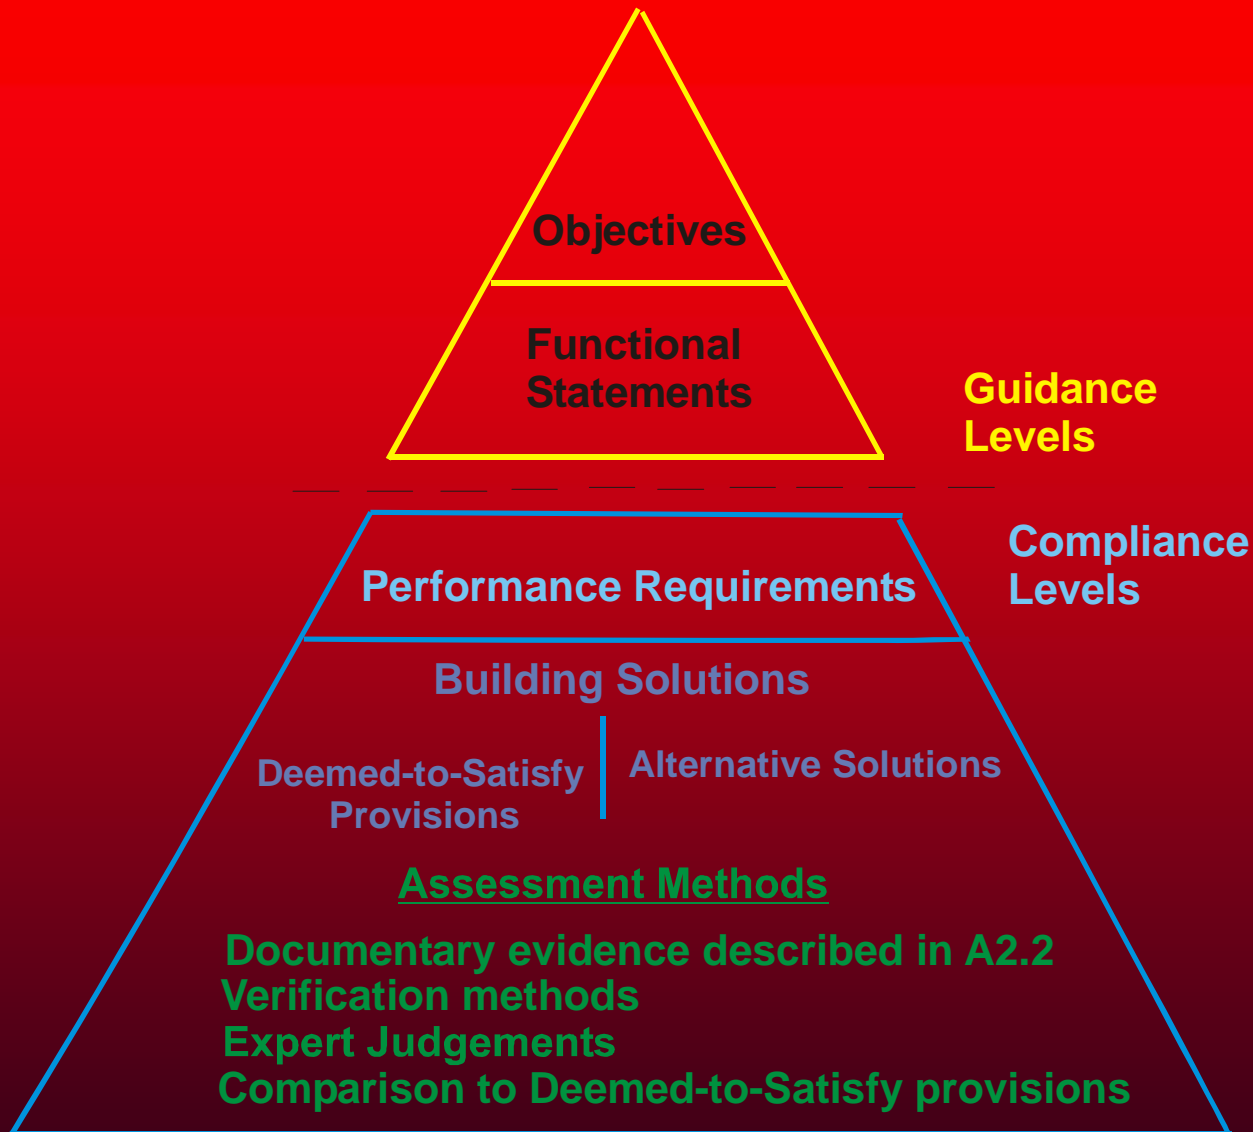 Objectives
Functional
Statements
Guidance
Levels
Compliance
Levels
Performance Requirements
Building Solutions
Deemed-to-Satisfy
Provisions
Alternative Solutions
Assessment Methods
Documentary evidence described in A2.2
Verification methods
Expert Judgements
Comparison to Deemed-to-Satisfy provisions